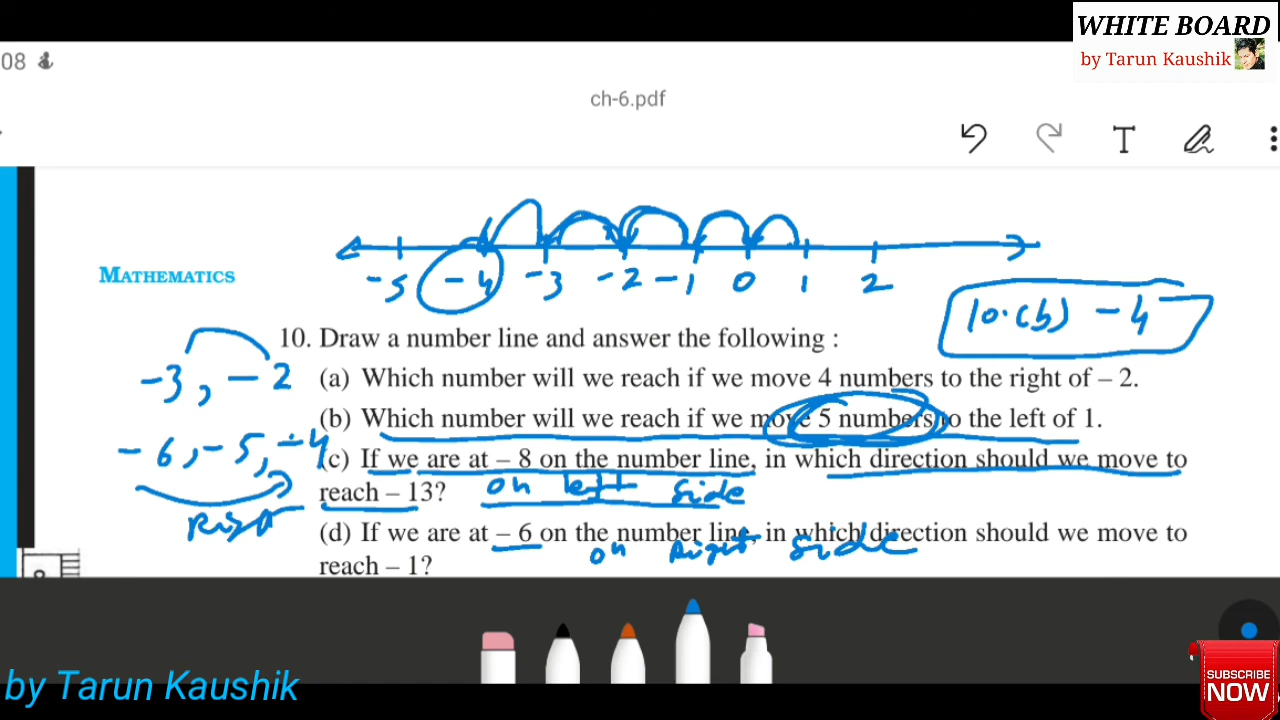 WHITE BOARD
by Tarun Kaushik
08
ch-6.pdf
T
MATHEMATICS
-5 -4 -3 -2 -1 0 1 2
10.(b) -4
10. Draw a number line and answer the following :
-3, -2
(a) Which number will we reach if we move 4 numbers to the right of – 2.
(b) Which number will we reach if we move 5 numbers to the left of 1.
-6, -5, -4
(c) If we are at – 8 on the number line, in which direction should we move to
reach – 13? on left side
Right
(d) If we are at – 6 on the number line, in which direction should we move to
on Right side
reach – 1?
by Tarun Kaushik
SUBSCRIBE
NOW